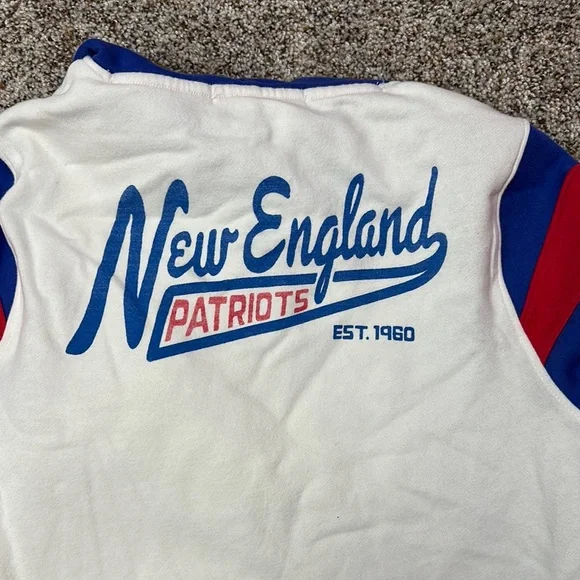 New England
PATRIOTS
EST. 1960